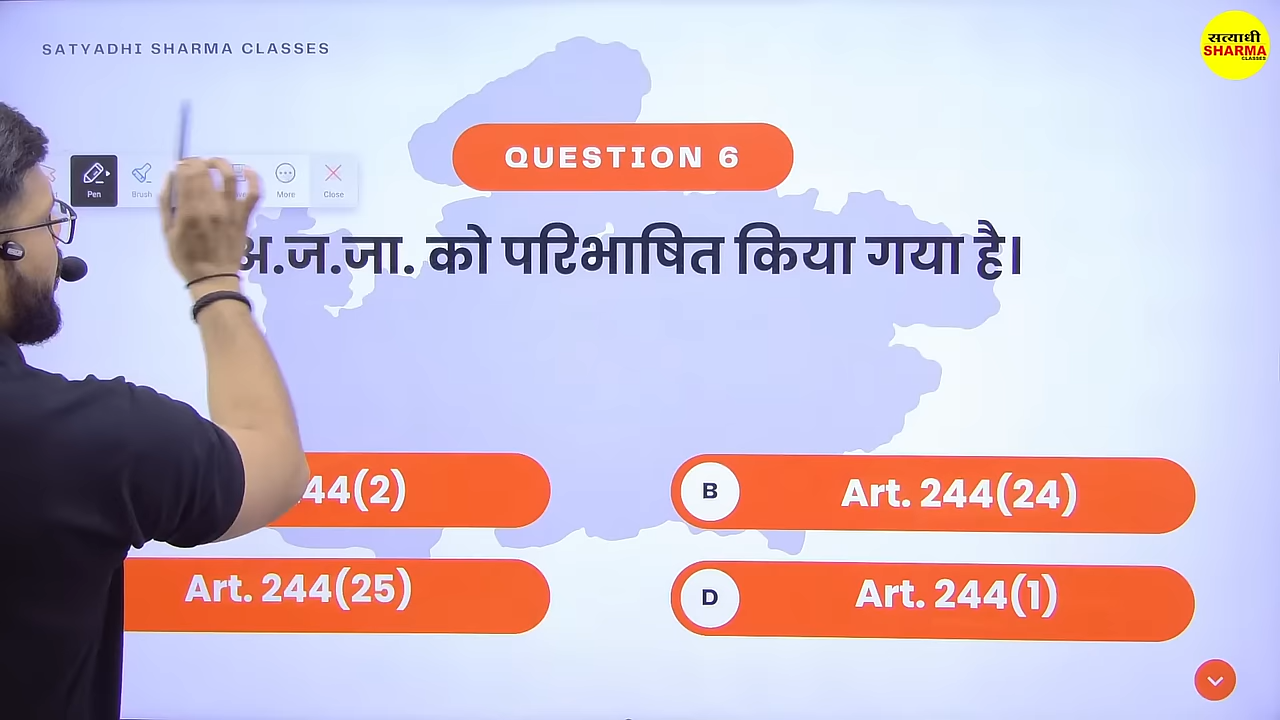 SATYADHI SHARMA CLASSES
सत्याधी
SHARMA
CLASSES
QUESTION 6
Pen
Brush
More
Close
अ.ज.जा. को परिभाषित किया गया है।
44(2)
B
Art. 244(24)
Art. 244(25)
D
Art. 244(1)